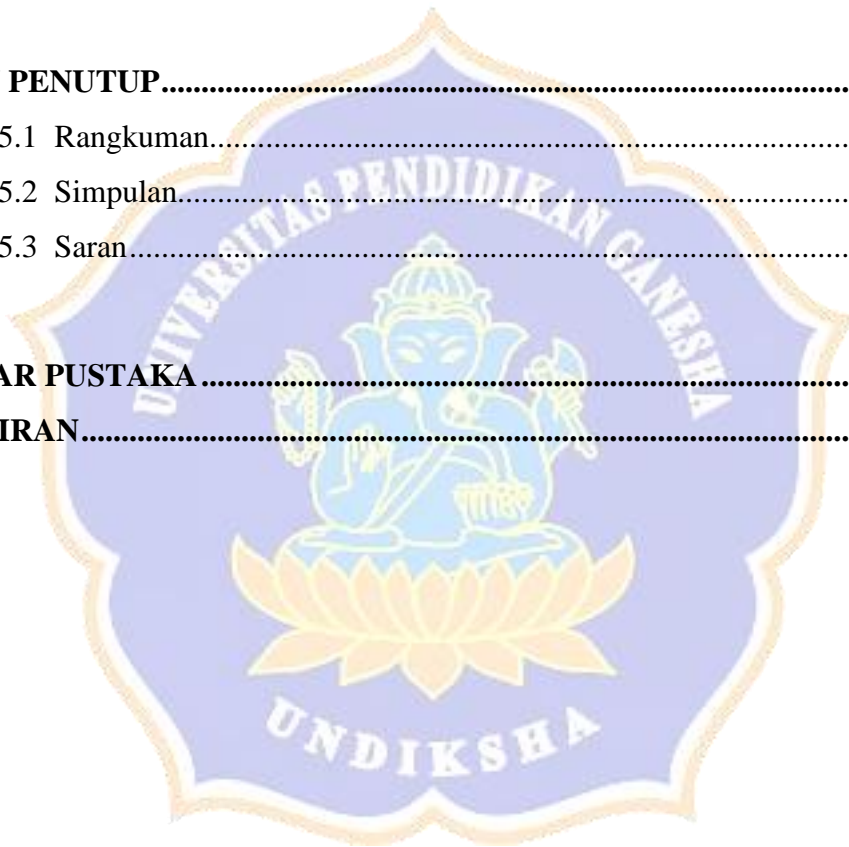 PENUTUP....................................................................................
5.1 Rangkuman................................................................................
5.2 Simpulan....................................................................................
5.3 Saran..........................................................................................
AR PUSTAKA................................................................................
IRAN................................................................................................
UNIVERSITAS PENDIDIKAN GANESHA
UNDIKSHA